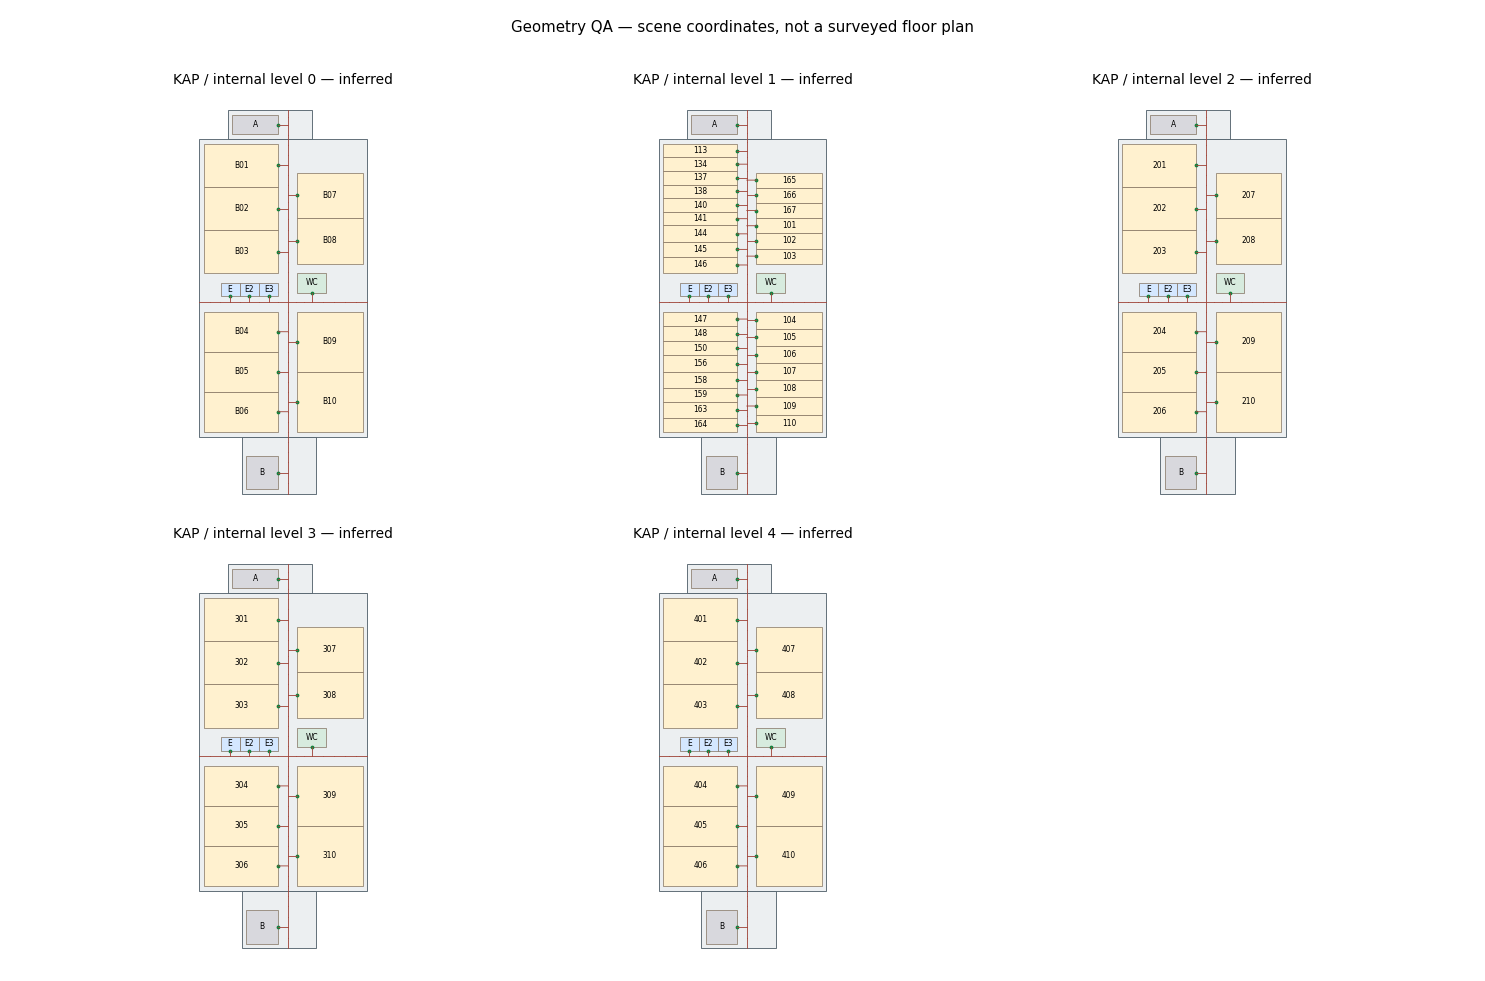 Geometry QA — scene coordinates, not a surveyed floor plan
KAP / internal level 0 — inferred
A
B01
B07
B02
B08
B03
WC
E E2 E3
B04
B09
B05
B10
B06
B
KAP / internal level 1 — inferred
A
113
134
137
165
138
166
140
167
141
101
144
102
145
103
146
WC
E E2 E3
147
104
148
105
150
106
156
107
158
108
159
109
163
110
164
B
KAP / internal level 2 — inferred
A
201
207
202
208
203
WC
E E2 E3
204
209
205
210
206
B
KAP / internal level 3 — inferred
A
301
307
302
308
303
WC
E E2 E3
304
309
305
310
306
B
KAP / internal level 4 — inferred
A
401
407
402
408
403
WC
E E2 E3
404
409
405
410
406
B